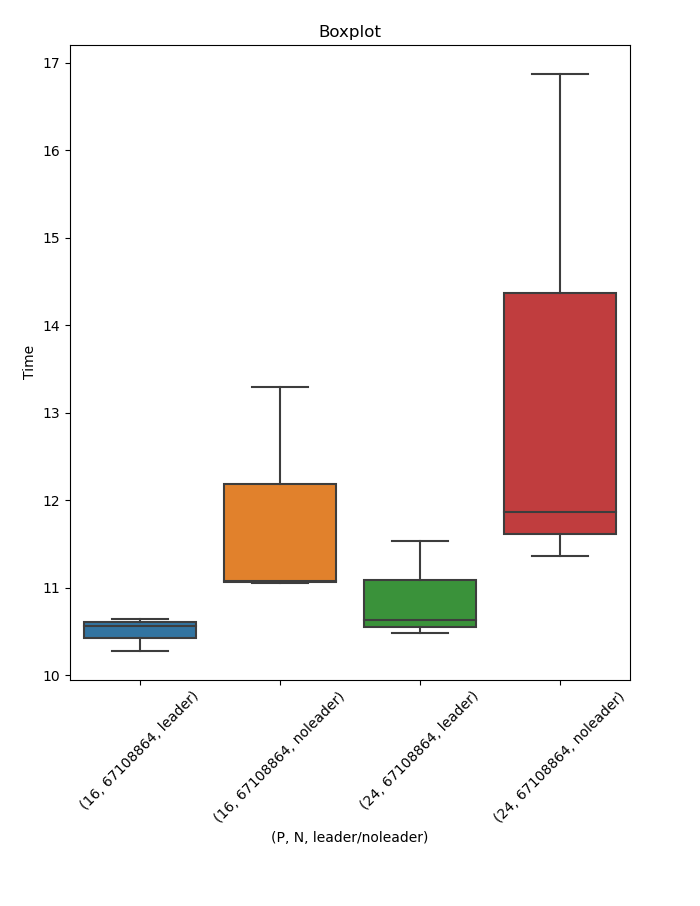 Boxplot
17
16
15
14
13
12
11
10
Time
(16, 67108864, leader)
(16, 67108864, noleader)
(24, 67108864, leader)
(24, 67108864, noleader)
(P, N, leader/noleader)